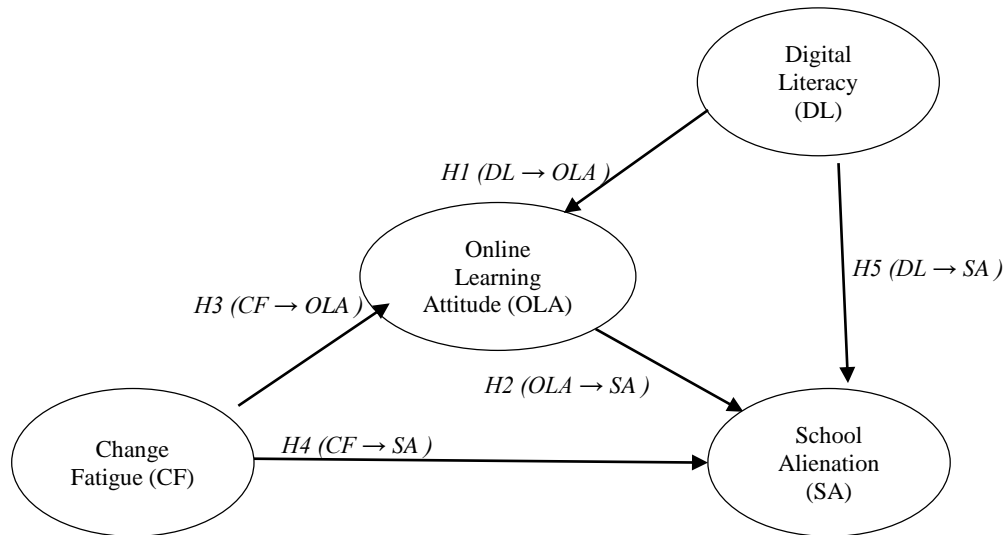 Digital
Literacy
(DL)
H1 (DL → OLA )
Online
Learning
Attitude (OLA)
H5 (DL → SA )
H3 (CF → OLA )
H2 (OLA → SA )
Change
Fatigue (CF)
H4 (CF → SA )
School
Alienation
(SA)